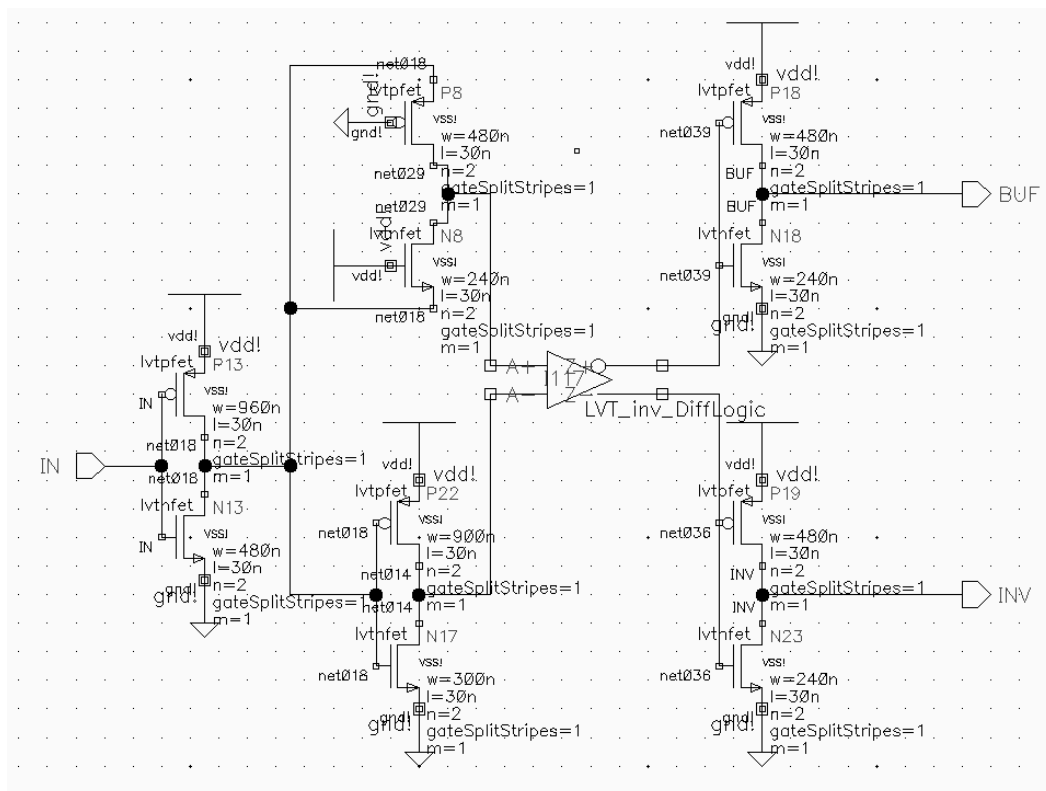 net018
gnd!
lvtpfet P8
gnd!
vss!
w=480n
l=30n
n=2
gateSplitStripes=1
m=1
net029
net029
vdd!
lvtnfet N8
vdd!
vss!
w=240n
l=30n
n=2
gateSplitStripes=1
m=1
net018
vdd! vdd!
lvtpfet P18
net039
vss!
w=480n
l=30n
n=2
gateSplitStripes=1
m=1
BUF
BUF
BUF
lvtnfet N18
net039
vss!
w=240n
l=30n
n=2
gateSplitStripes=1
m=1
gnd!
gnd!
vdd! vdd!
lvtpfet P13
IN
vss!
w=960n
l=30n
n=2
gateSplitStripes=1
m=1
net018
net018
IN
lvtnfet N13
IN
vss!
w=480n
l=30n
n=2
gateSplitStripes=1
m=1
gnd!
gnd!
A+ Z+
I117
A- Z-
LVT_inv_DiffLogic
vdd! vdd!
lvtpfet P22
net018
vss!
w=900n
l=30n
n=2
gateSplitStripes=1
m=1
net014
net014
lvtnfet N17
net018
vss!
w=300n
l=30n
n=2
gateSplitStripes=1
m=1
gnd!
gnd!
vdd! vdd!
lvtpfet P19
net036
vss!
w=480n
l=30n
n=2
gateSplitStripes=1
m=1
INV
INV
INV
lvtnfet N23
net036
vss!
w=240n
l=30n
n=2
gateSplitStripes=1
m=1
gnd!
gnd!